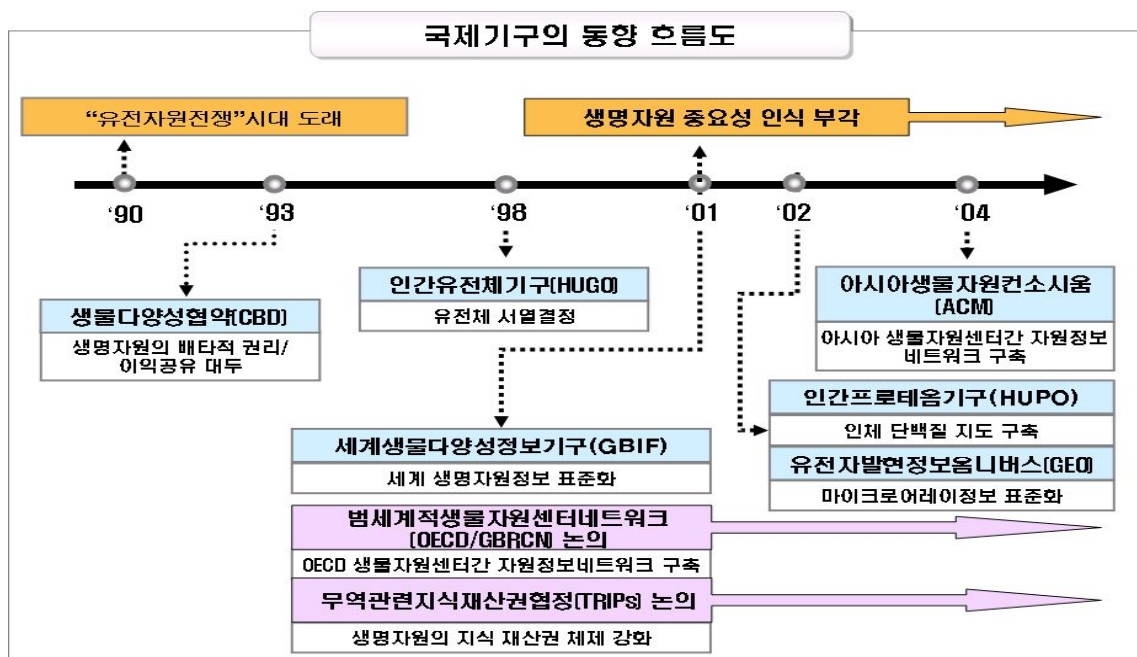 국제기구의 동향 흐름도
“유전자원전쟁”시대 도래
생명자원 중요성 인식 부각
‘90
‘93
‘98
‘01
‘02
‘04
생물다양성협약(CBD)
생명자원의 배타적 권리/
이익공유 대두
인간유전체기구(HUGO)
유전체 서열결정
아시아생물자원컨소시움
(ACM)
아시아 생물자원센터간 자원정보
네트워크 구축
인간프로테옴기구(HUPO)
인체 단백질 지도 구축
유전자발현정보옴니버스(GEO)
마이크로어레이정보 표준화
세계생물다양성정보기구(GBIF)
세계 생명자원정보 표준화
범세계적생물자원센터네트워크
(OECD/GBRCN) 논의
OECD 생물자원센터간 자원정보네트워크 구축
무역관련지식재산권협정(TRIPs) 논의
생명자원의 지식 재산권 체제 강화